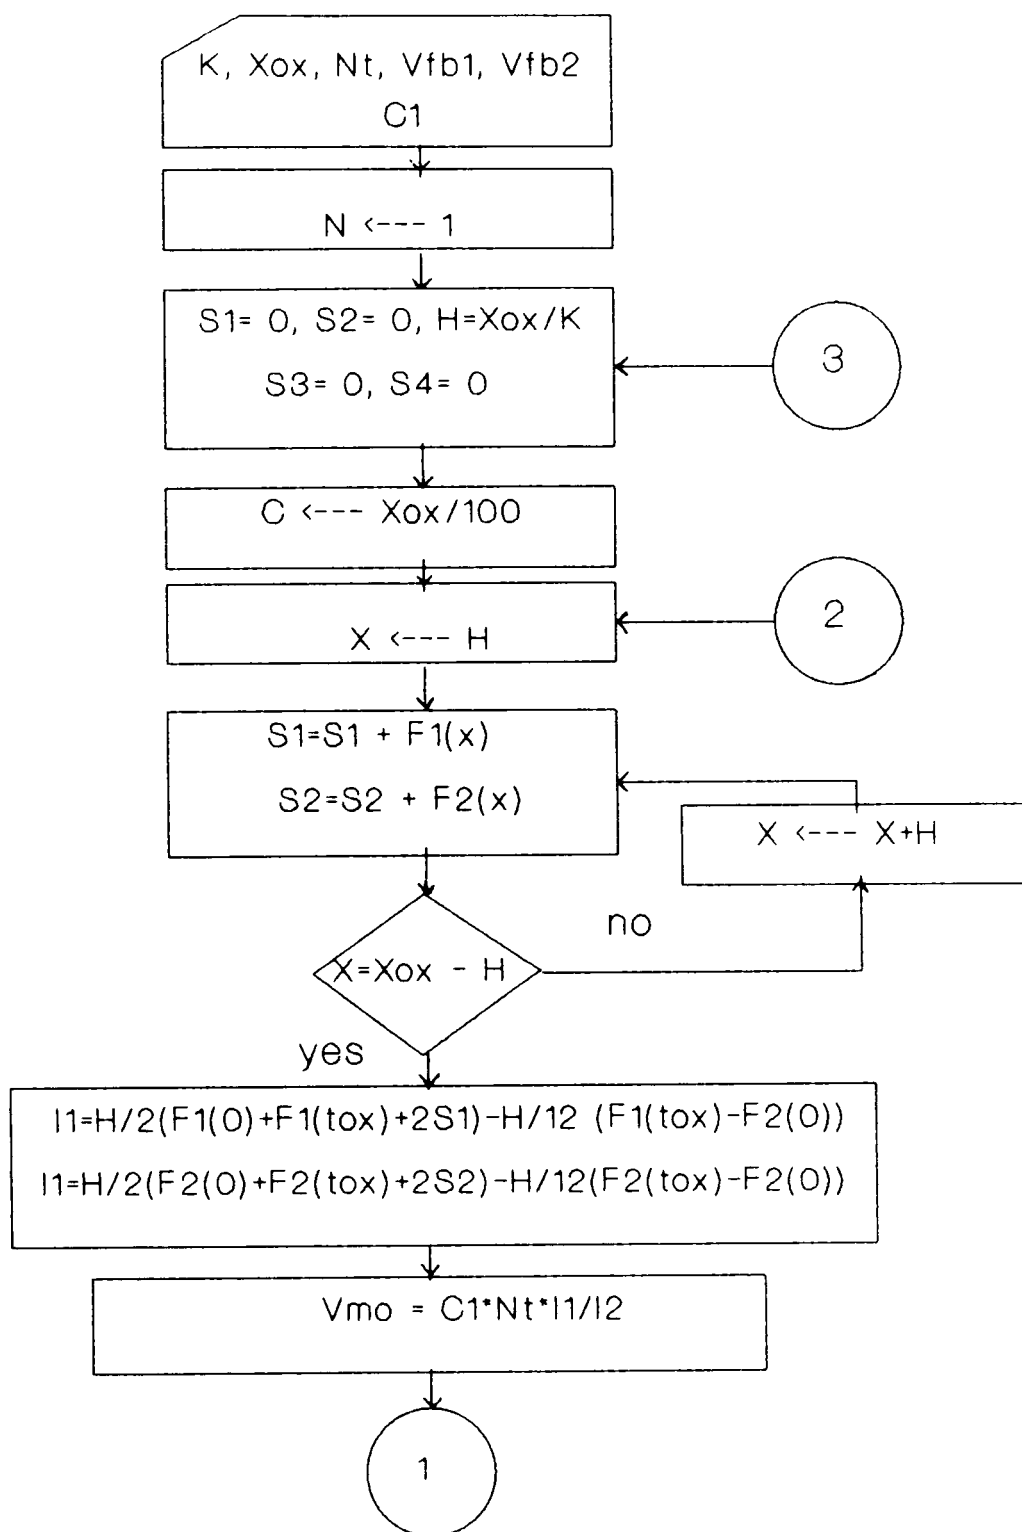 K, Xox, Nt, Vfb1, Vfb2
C1
N <--- 1
S1= 0, S2= 0, H=Xox/K
S3= 0, S4= 0
3
C <--- Xox/100
X <--- H
2
S1=S1 + F1(x)
S2=S2 + F2(x)
X <--- X+H
no
X=Xox - H
yes
I1=H/2(F1(0)+F1(tox)+2S1)-H/12 (F1(tox)-F2(0))
I1=H/2(F2(0)+F2(tox)+2S2)-H/12(F2(tox)-F2(0))
Vmo = C1*Nt*I1/I2
1